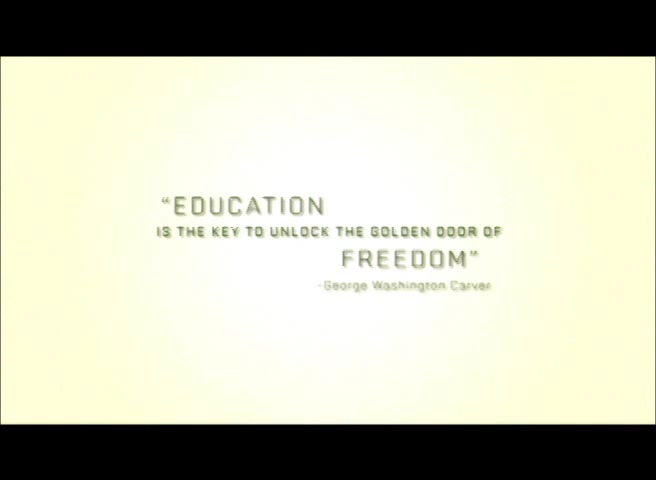 “EDUCATION
IS THE KEY TO UNLOCK THE GOLDEN DOOR OF
FREEDOM”
-George Washington Carver